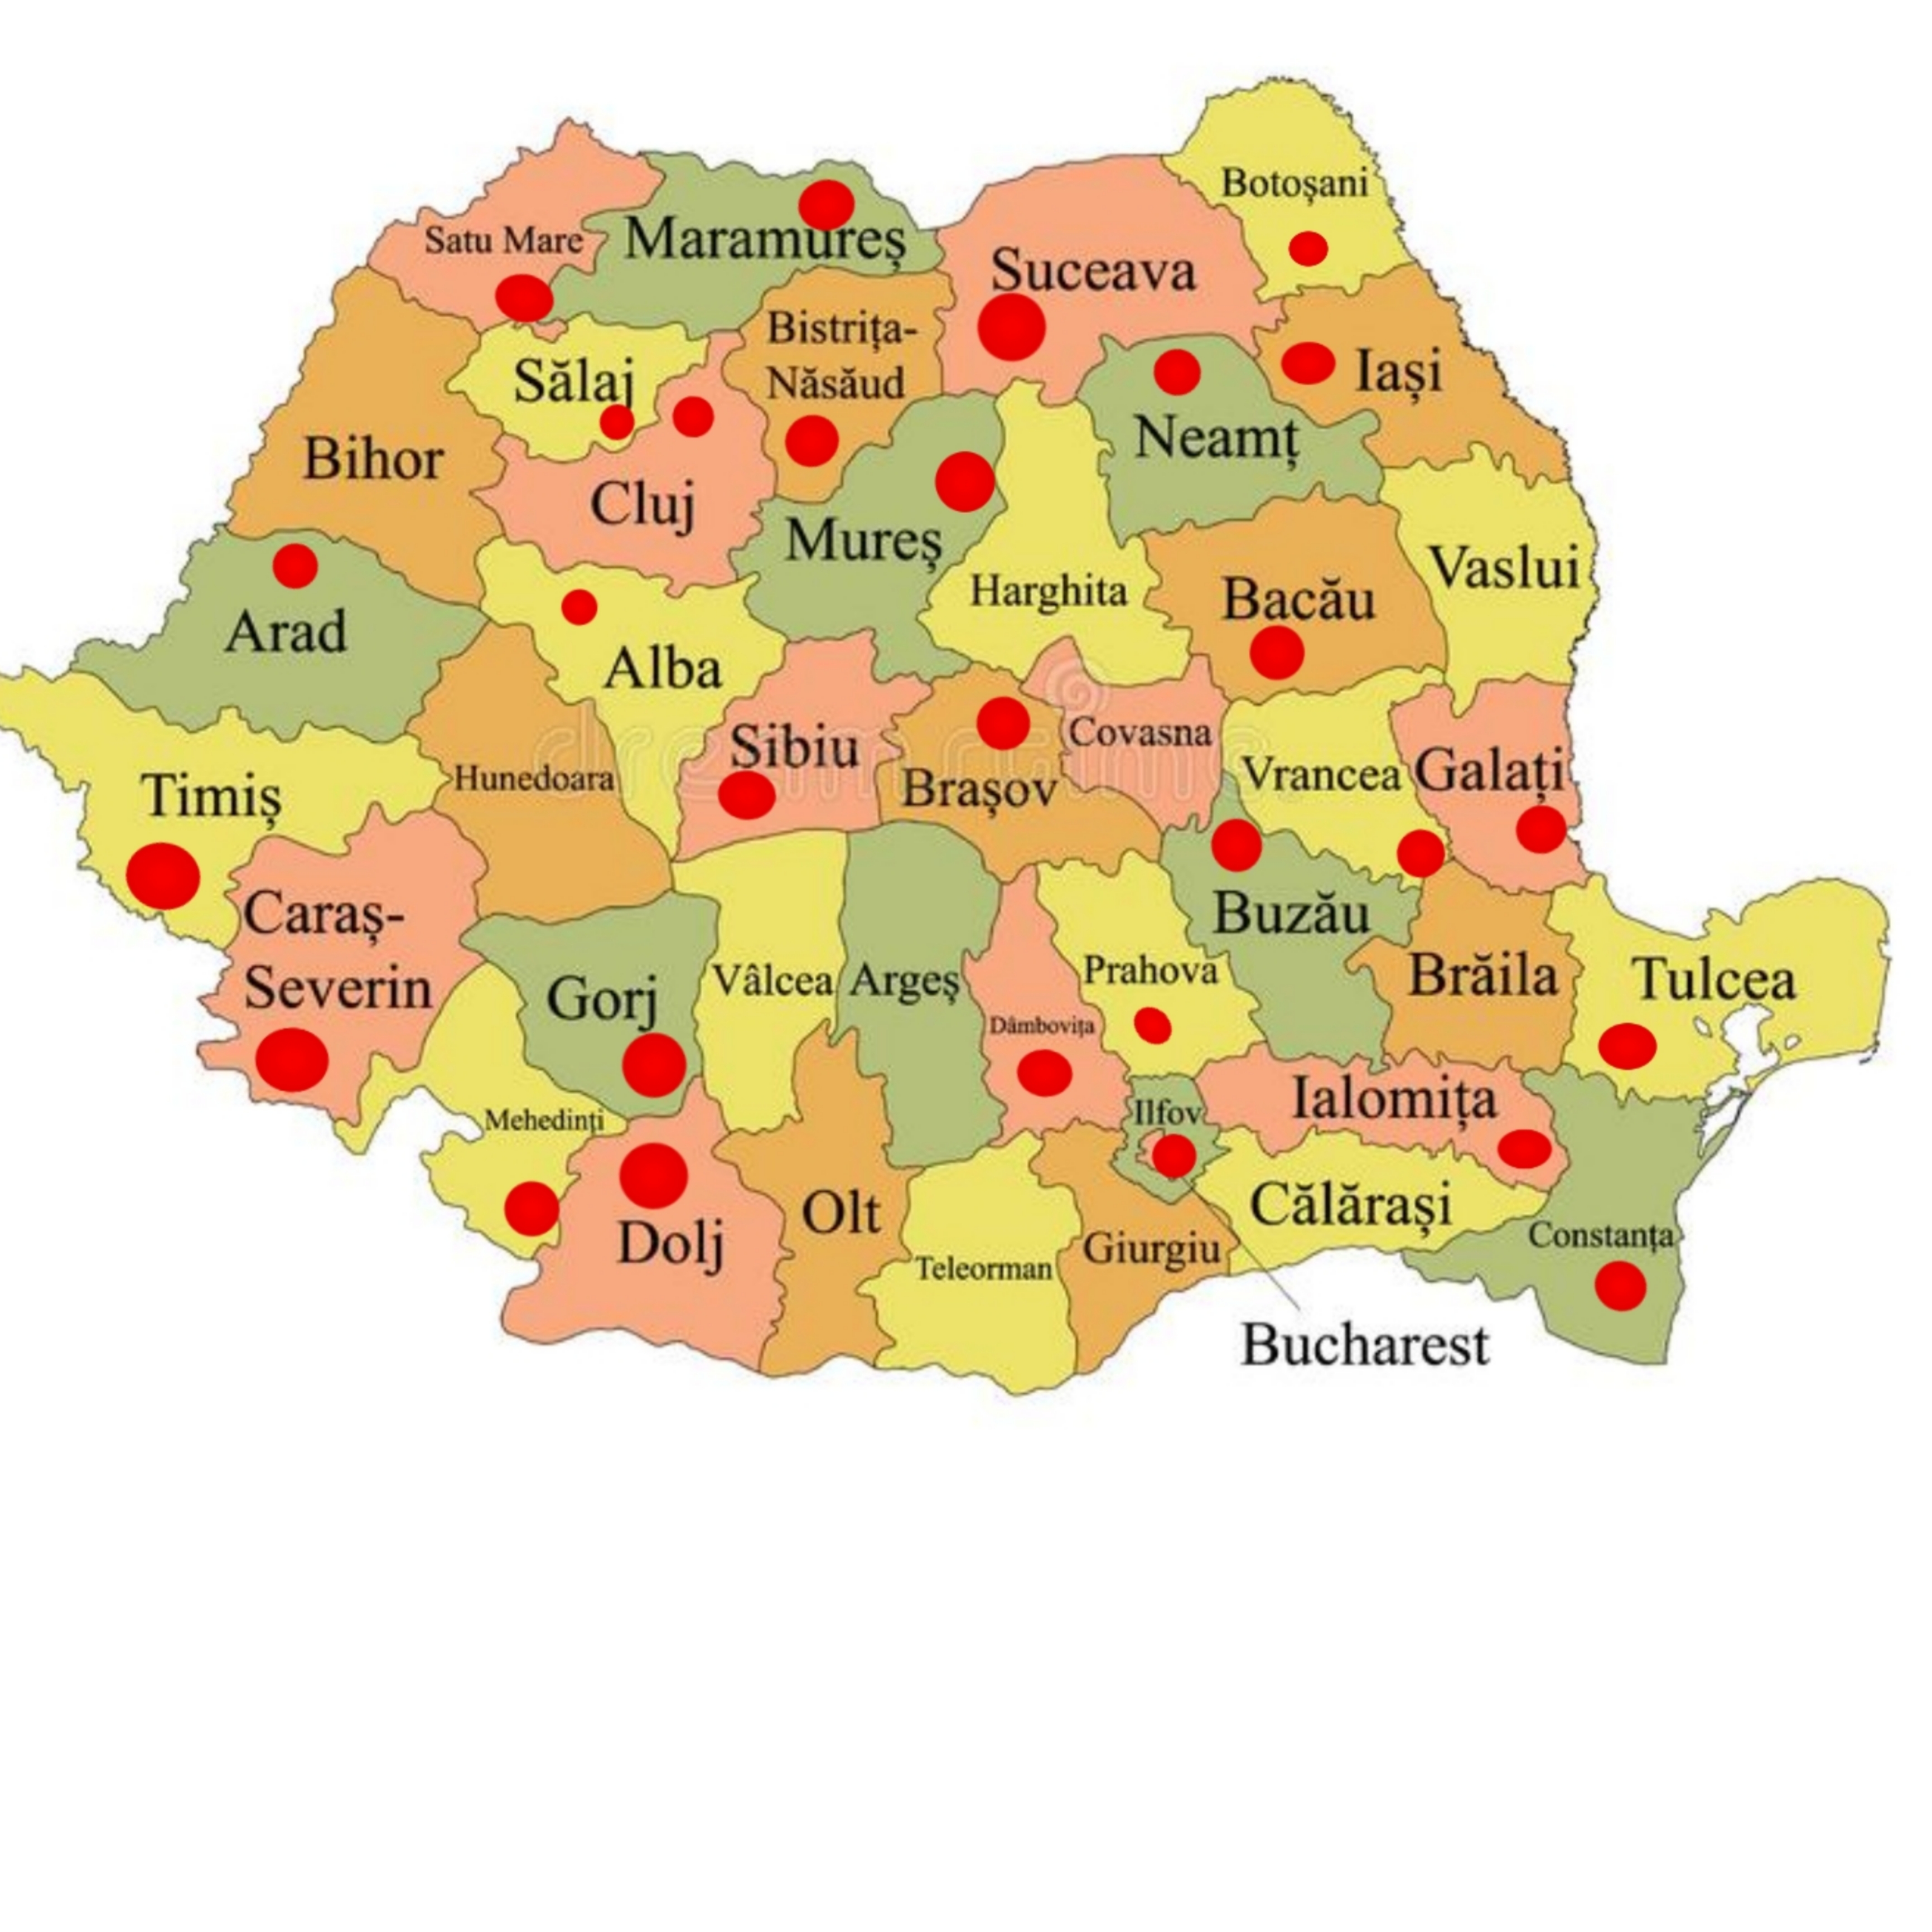 Botoșani
Satu Mare
Maramureș
Suceava
Bistrița-
Năsăud
Iași
Sălaj
Neamț
Bihor
Cluj
Mureș
Vaslui
Harghita
Bacău
Arad
Alba
Covasna
Sibiu
Brașov
Vrancea
Galați
Timiș
Hunedoara
dreamstime
Caraș-
Severin
Buzău
Gorj
Vâlcea
Argeș
Prahova
Brăila
Tulcea
Dâmbovița
Ialomița
Ilfov
Mehedinți
Călărași
Olt
Dolj
Constanța
Giurgiu
Teleorman
Bucharest